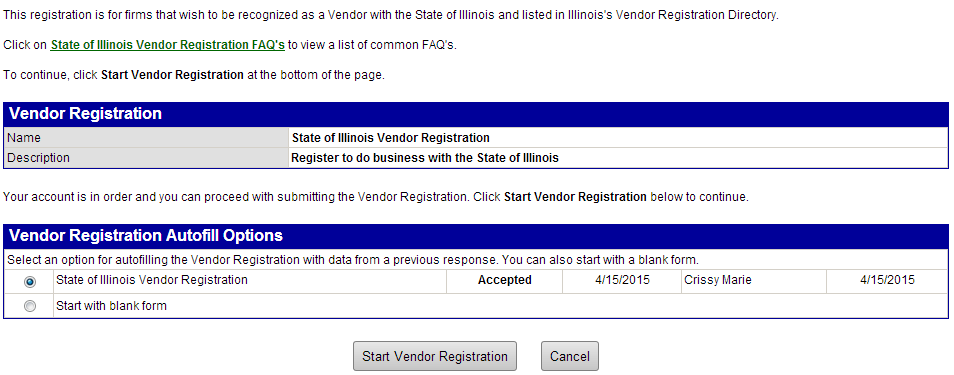 This registration is for firms that wish to be recognized as a Vendor with the State of Illinois and listed in Illinois's Vendor Registration Directory.
Click on State of Illinois Vendor Registration FAQ's to view a list of common FAQ's.
To continue, click Start Vendor Registration at the bottom of the page.
Vendor Registration
Name State of Illinois Vendor Registration
Description Register to do business with the State of Illinois
Your account is in order and you can proceed with submitting the Vendor Registration. Click Start Vendor Registration below to continue.
Vendor Registration Autofill Options
Select an option for autofilling the Vendor Registration with data from a previous response. You can also start with a blank form.
State of Illinois Vendor Registration Accepted 4/15/2015 Crissy Marie 4/15/2015
Start with blank form
Start Vendor Registration Cancel